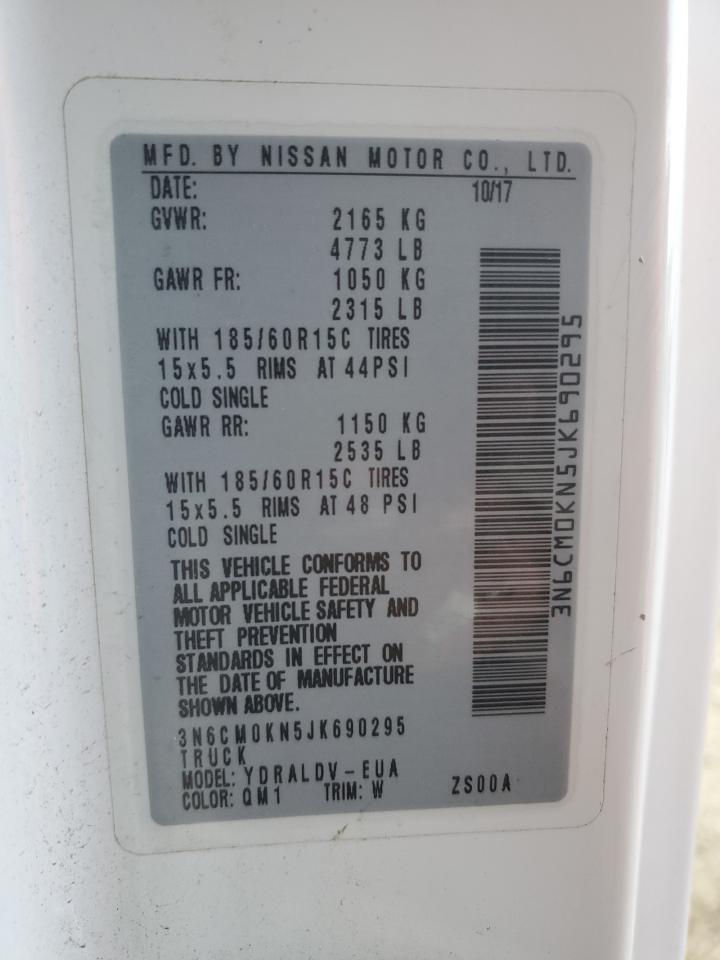 MFD. BY NISSAN MOTOR CO., LTD.
DATE: 10/17
GVWR: 2165 KG
4773 LB
GAWR FR: 1050 KG
2315 LB
WITH 185/60R15C TIRES
15x5.5 RIMS AT 44PSI
COLD SINGLE
GAWR RR: 1150 KG
2535 LB
WITH 185/60R15C TIRES
15x5.5 RIMS AT 48 PSI
COLD SINGLE
THIS VEHICLE CONFORMS TO
ALL APPLICABLE FEDERAL
MOTOR VEHICLE SAFETY AND
THEFT PREVENTION
STANDARDS IN EFFECT ON
THE DATE OF MANUFACTURE
SHOWN ABOVE.
3N6CM0KN5JK690295
TRUCK
MODEL: YDRALDV-EUA
COLOR: QM1 TRIM: W ZS00A
3N6CM0KN5JK690295